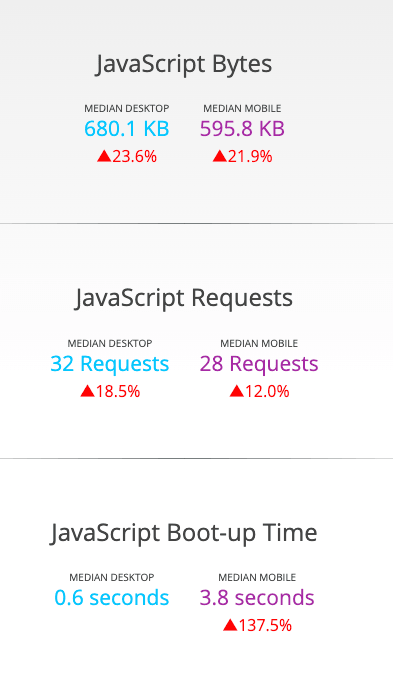 JavaScript Bytes
MEDIAN DESKTOP MEDIAN MOBILE
680.1 KB 595.8 KB
▲23.6% ▲21.9%
JavaScript Requests
MEDIAN DESKTOP MEDIAN MOBILE
32 Requests 28 Requests
▲18.5% ▲12.0%
JavaScript Boot-up Time
MEDIAN DESKTOP MEDIAN MOBILE
0.6 seconds 3.8 seconds
▲137.5%